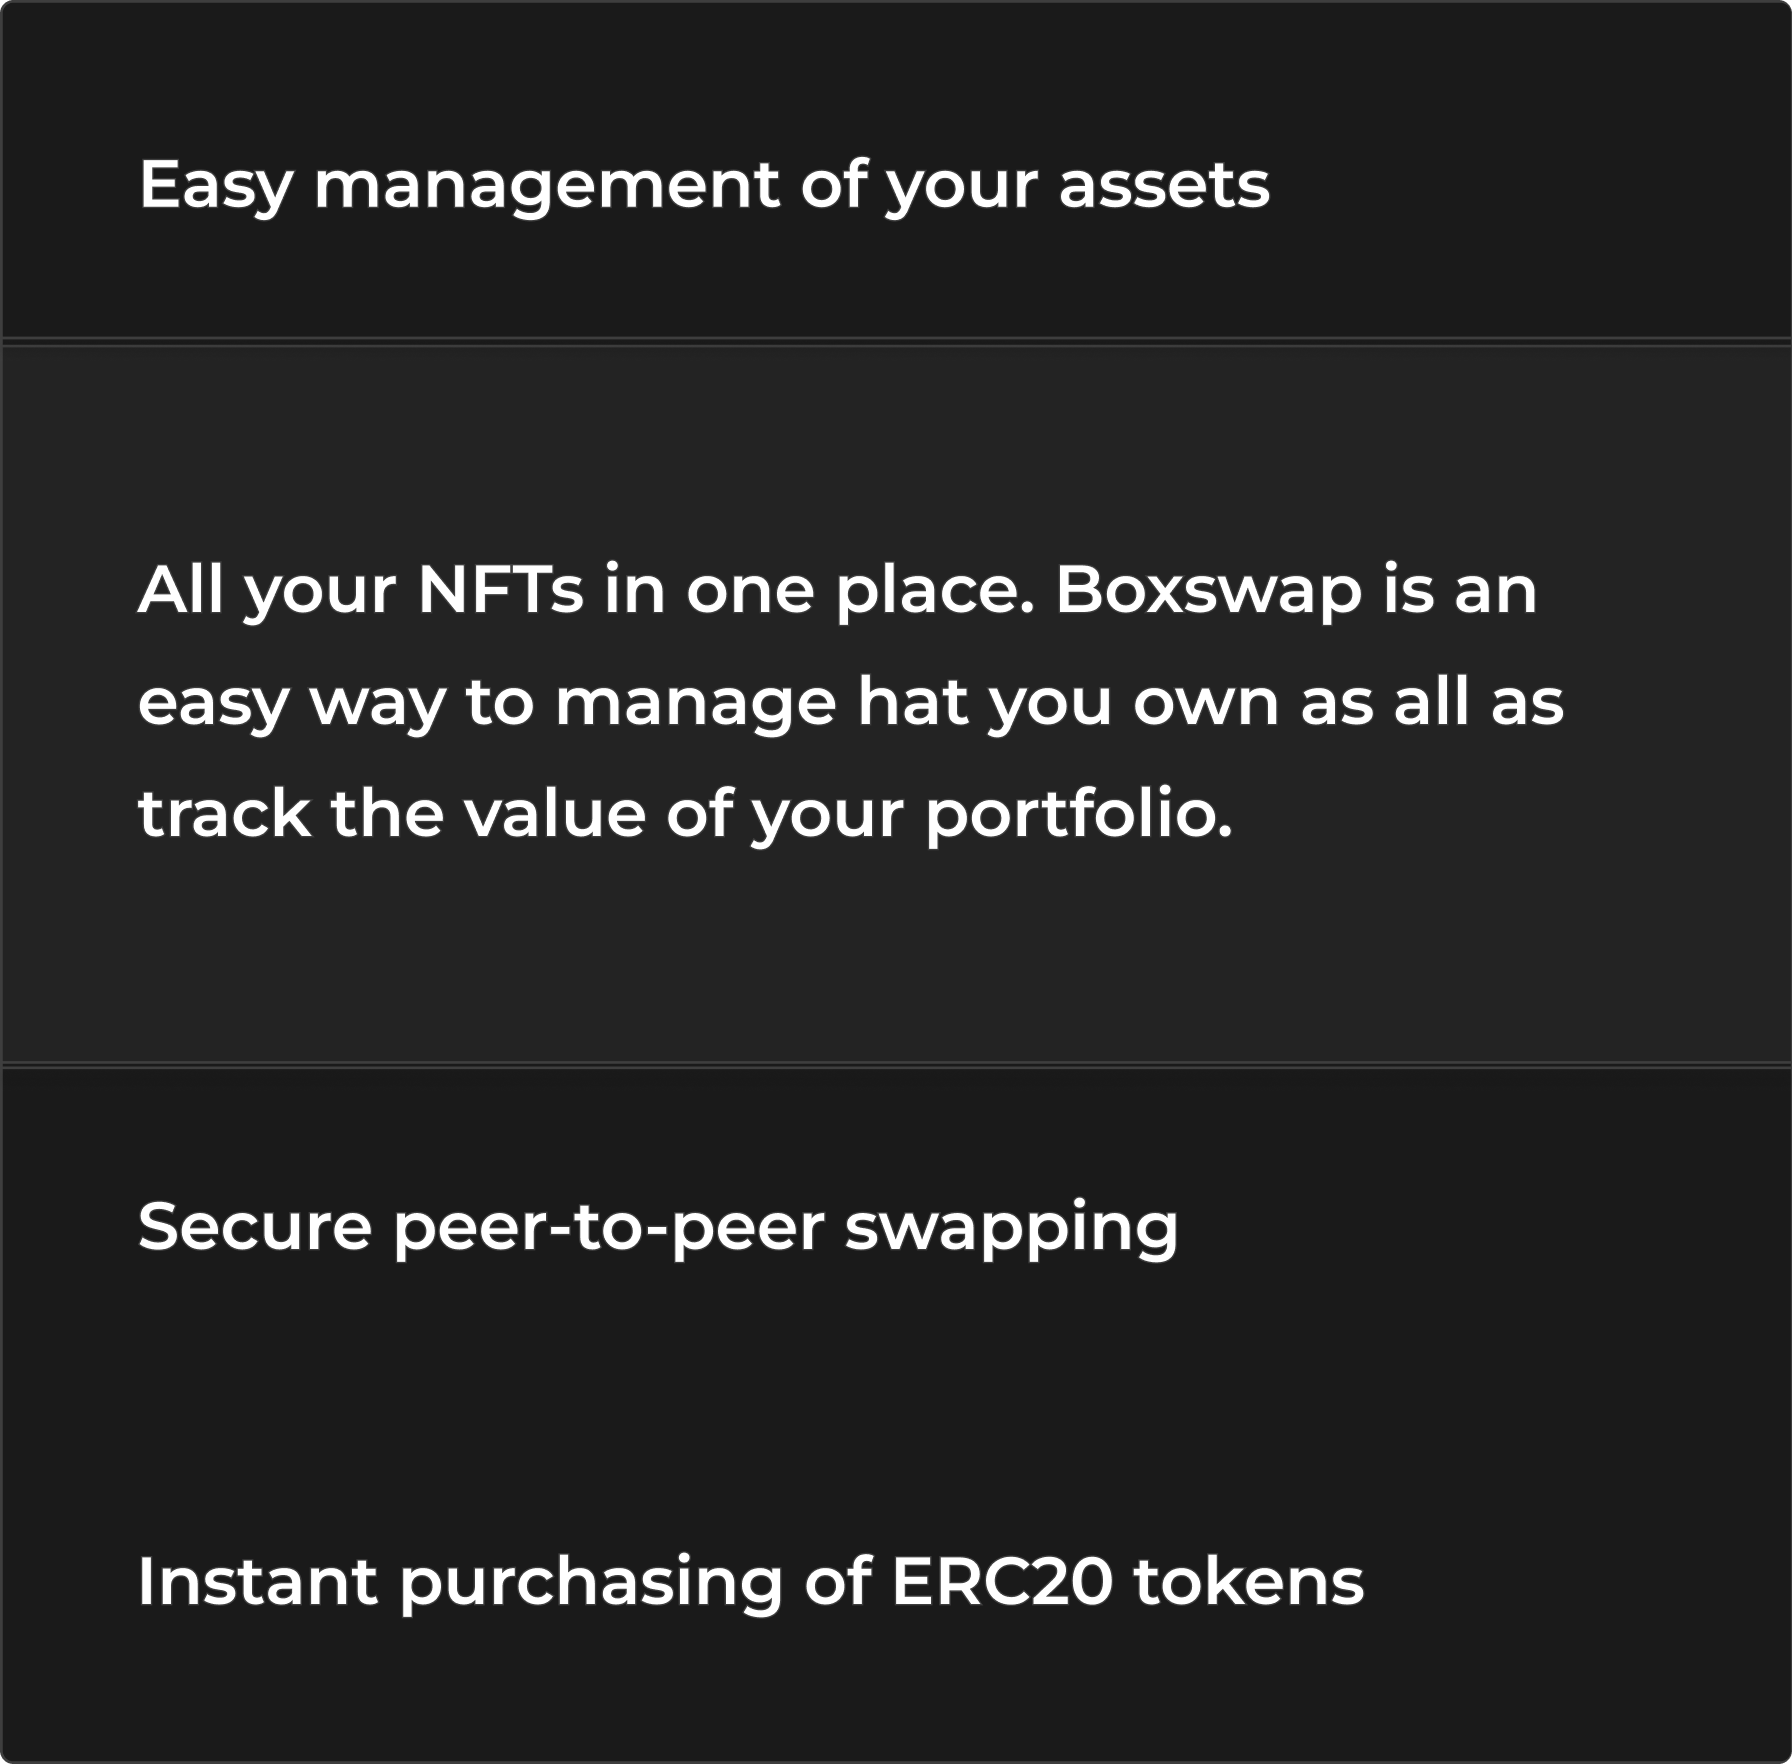 Easy management of your assets
All your NFTs in one place. Boxswap is an
easy way to manage hat you own as all as
track the value of your portfolio.
Secure peer-to-peer swapping
Instant purchasing of ERC20 tokens